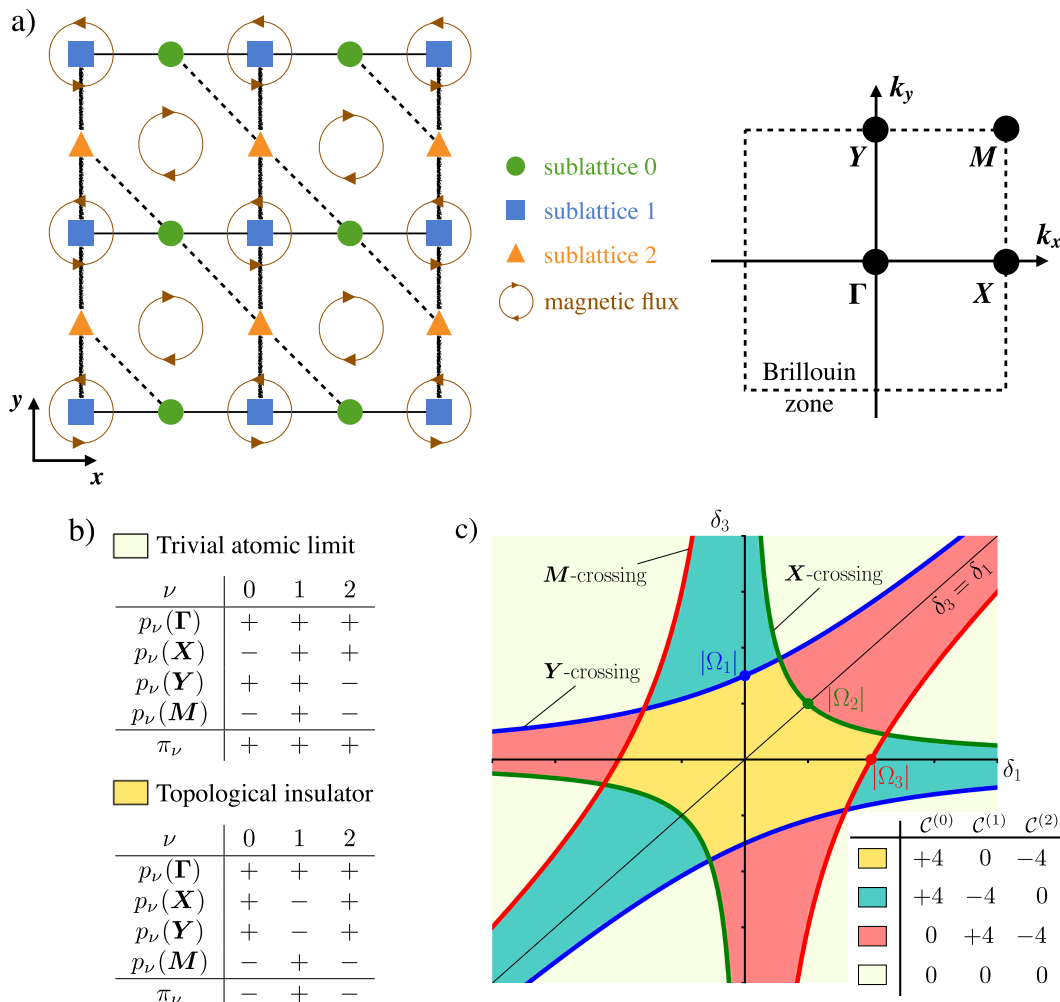 a)
sublattice 0
sublattice 1
sublattice 2
magnetic flux
y
x
k_y
Y M
k_x
Γ X
Brillouin
zone
b)
Trivial atomic limit
ν 0 1 2
p_ν(Γ) + + +
p_ν(X) − + +
p_ν(Y) + + −
p_ν(M) − + −
π_ν + + +
Topological insulator
ν 0 1 2
p_ν(Γ) + + +
p_ν(X) + − +
p_ν(Y) + − +
p_ν(M) − + −
π_ν − + −
c)
δ_3
M-crossing
X-crossing
δ_3 = δ_1
|Ω_1|
Y-crossing
|Ω_2|
|Ω_3|
δ_1
C^(0) C^(1) C^(2)
+4 0 −4
+4 −4 0
0 +4 −4
0 0 0